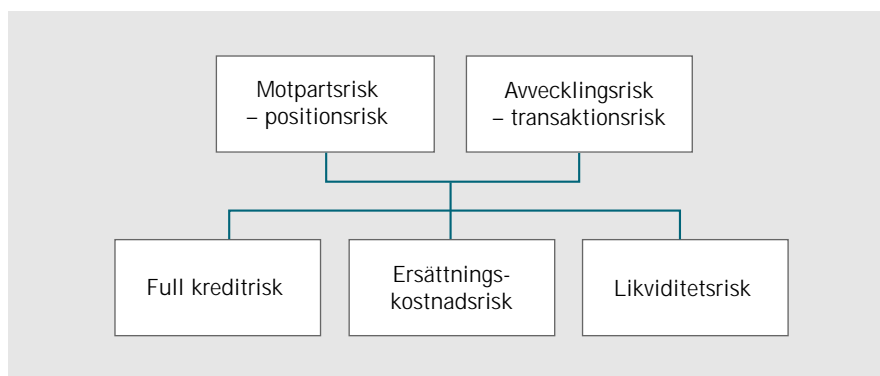 Motpartsrisk
– positionsrisk
Avvecklingsrisk
– transaktionsrisk
Full kreditrisk
Ersättnings-
kostnadsrisk
Likviditetsrisk